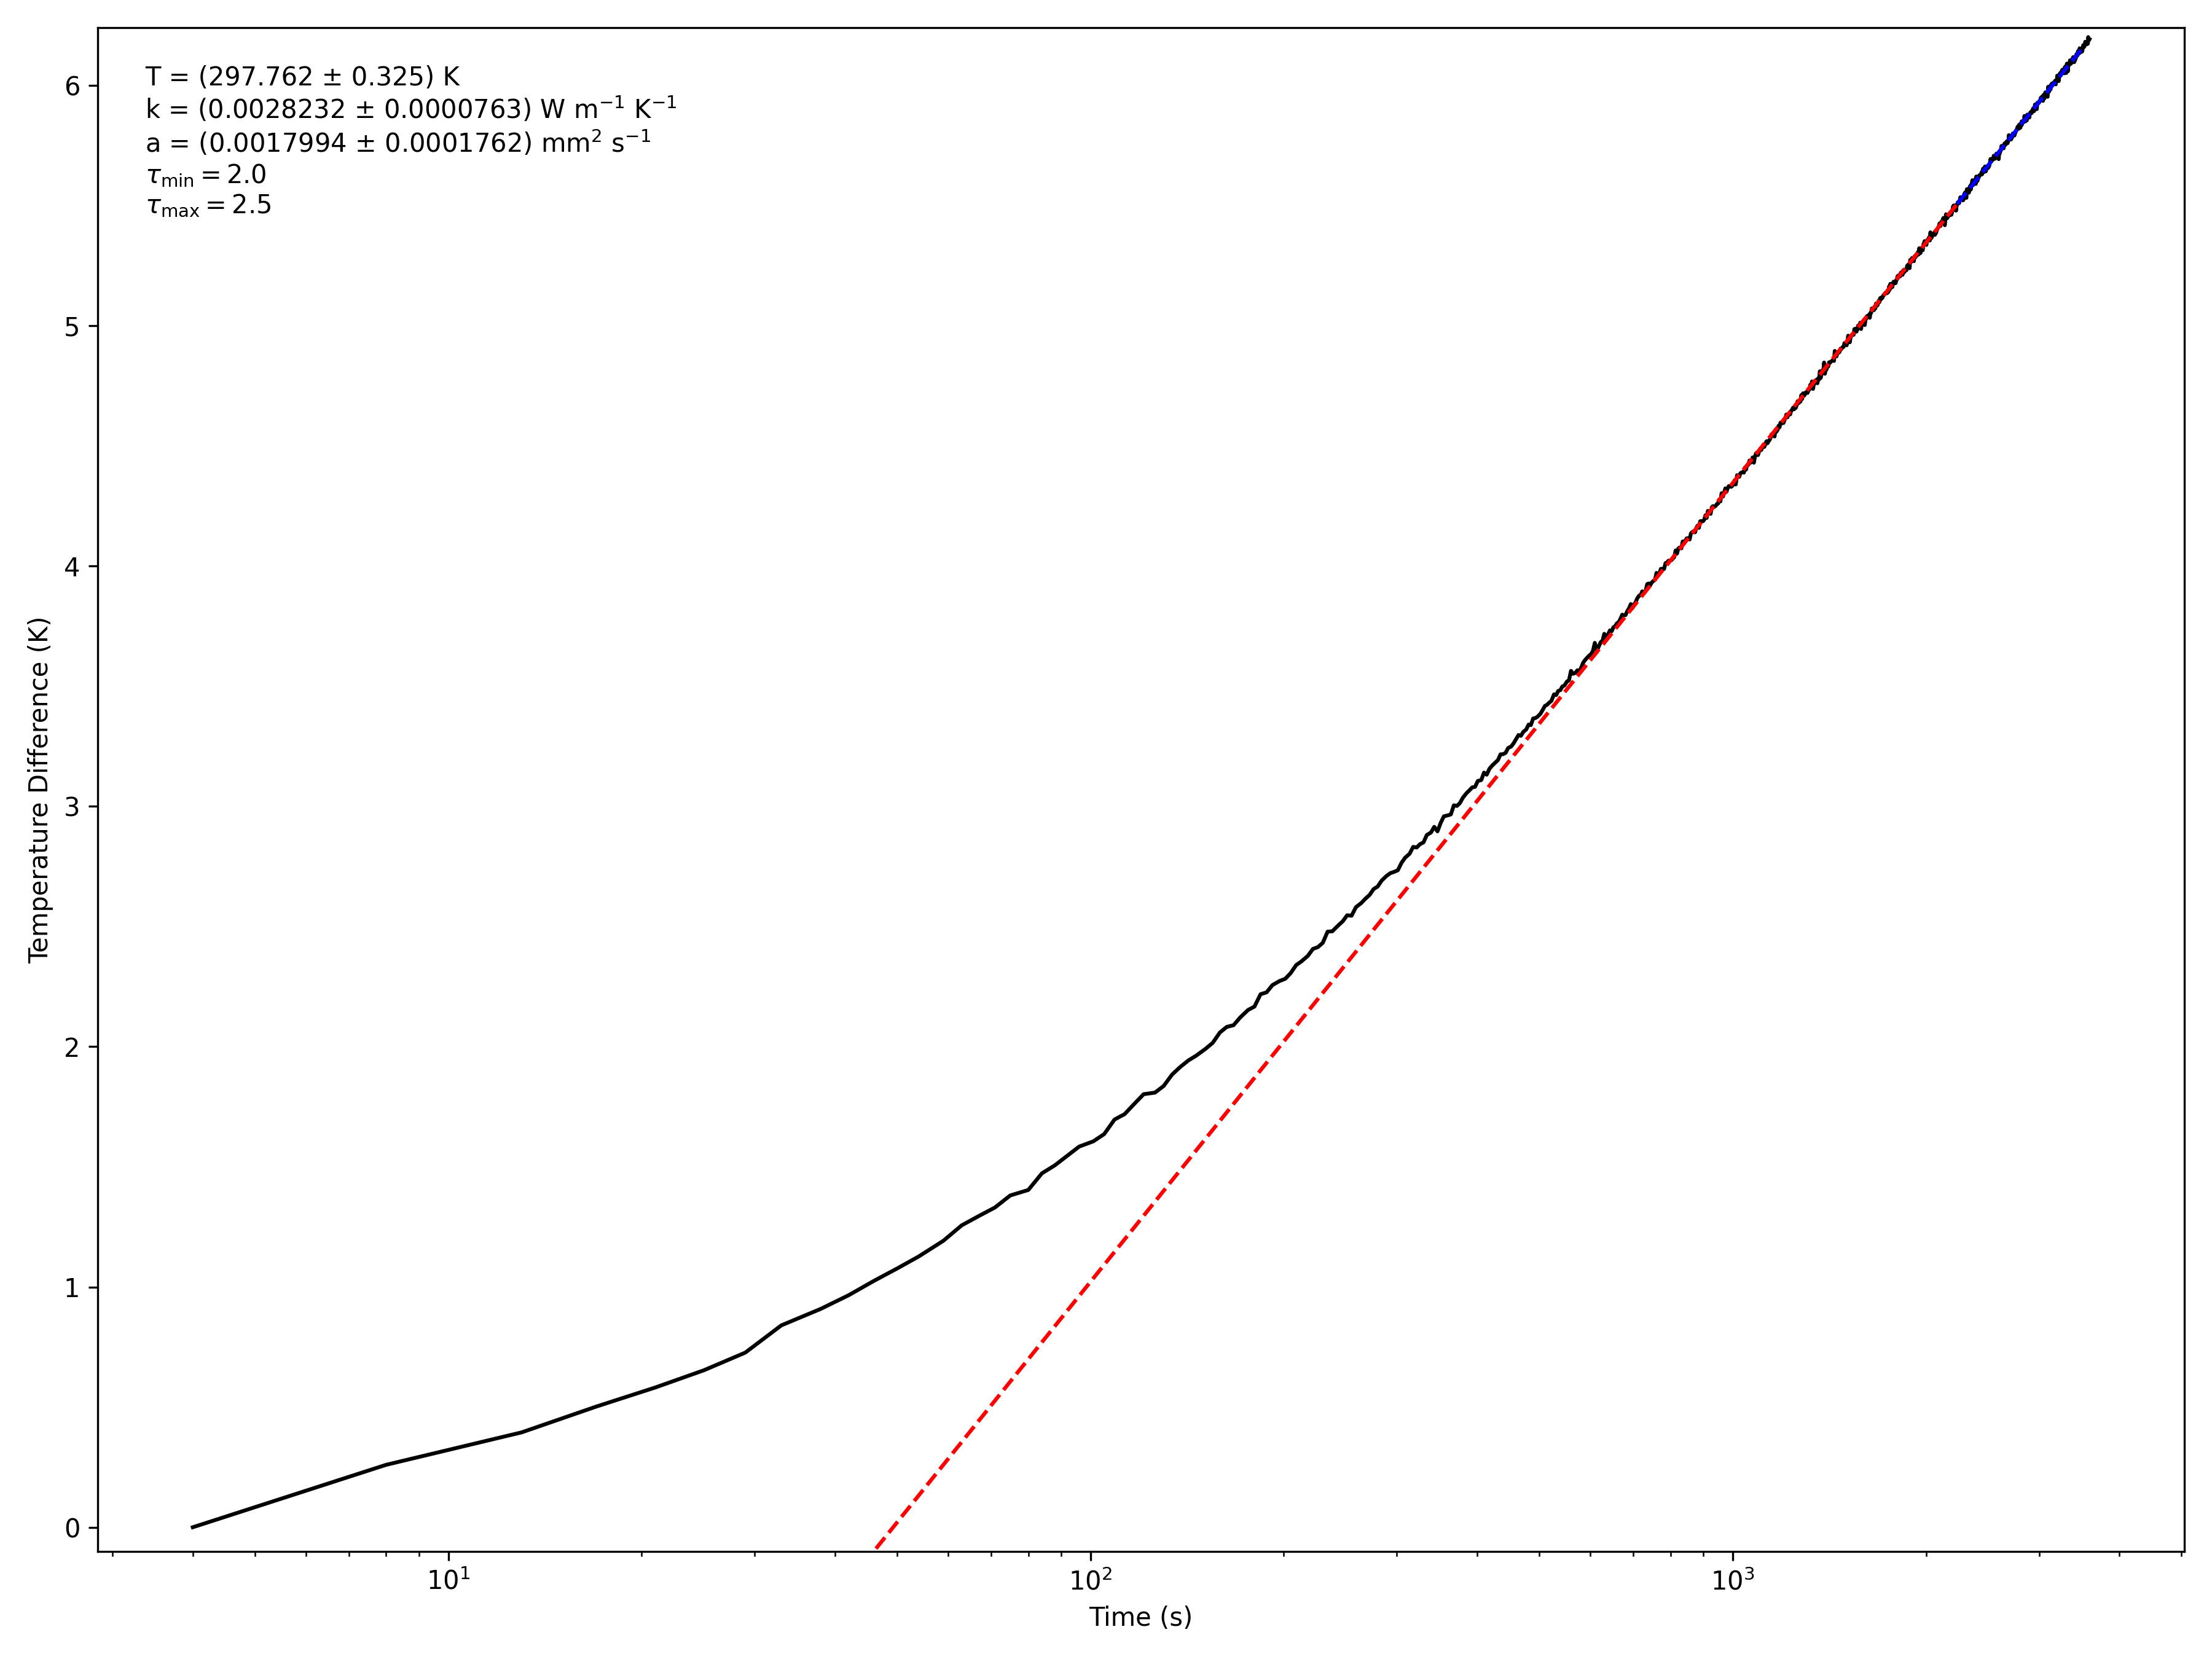 T = (297.762 ± 0.325) K
k = (0.0028232 ± 0.0000763) W m⁻¹ K⁻¹
a = (0.0017994 ± 0.0001762) mm² s⁻¹
τmin = 2.0
τmax = 2.5
6
5
4
3
2
1
0
Temperature Difference (K)
10¹ 10² 10³
Time (s)